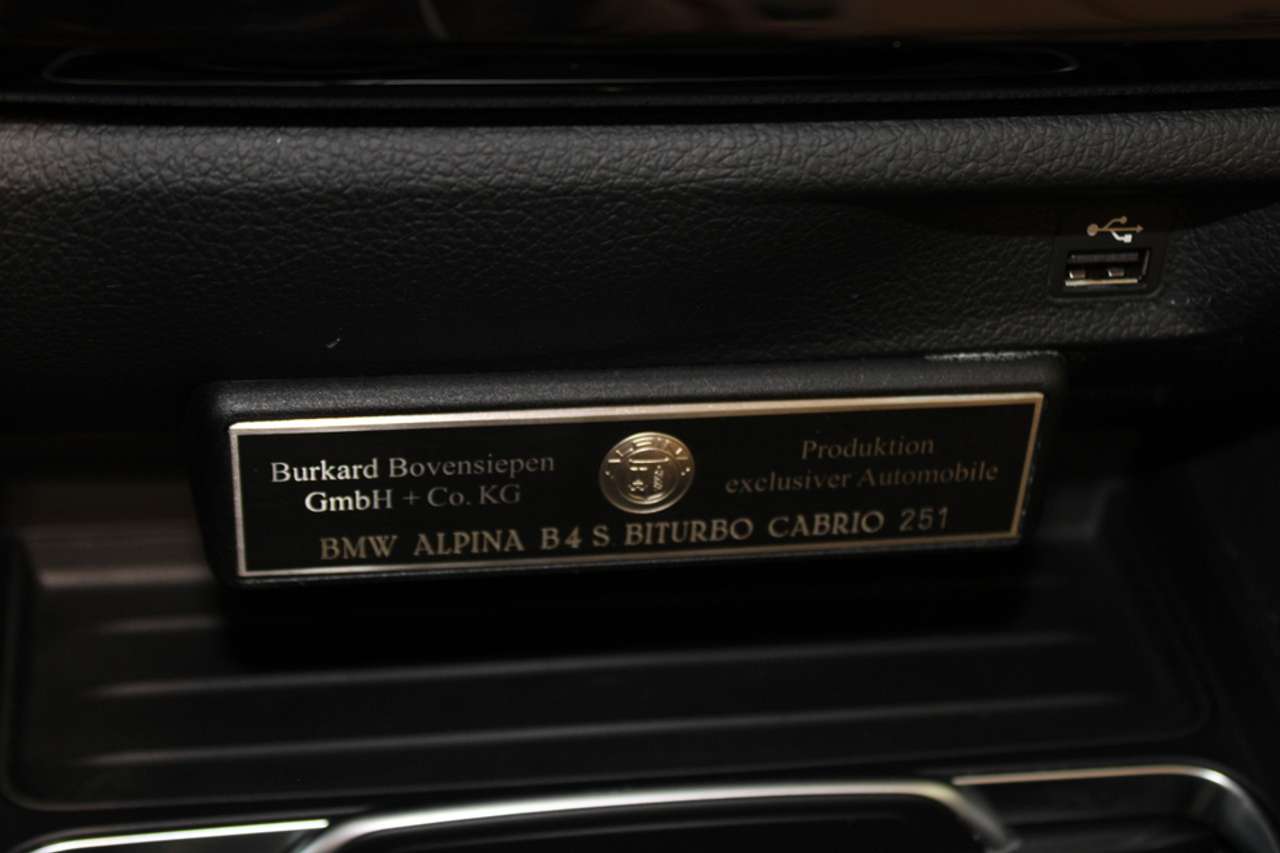 Burkard Bovensiepen
GmbH + Co. KG
Produktion
exclusiver Automobile
BMW ALPINA B4 S BITURBO CABRIO 251